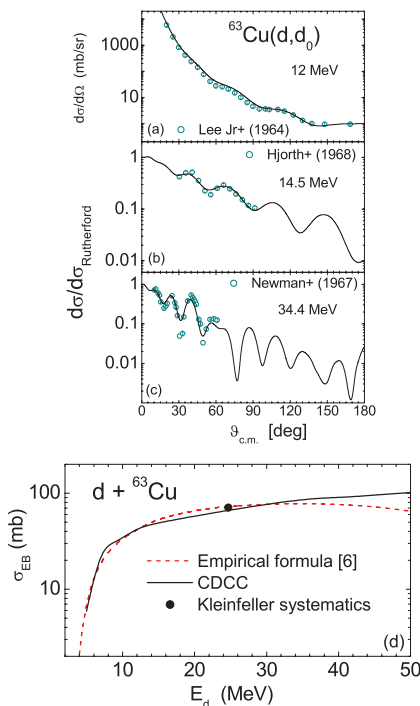 ⁶³Cu(d,d₀)
dσ/dΩ (mb/sr)
10000
100
1
12 MeV
(a)
Lee Jr+ (1964)
dσ/dσRutherford
1
0.1
0.01
Hjorth+ (1968)
14.5 MeV
(b)
1
0.1
0.01
Newman+ (1967)
34.4 MeV
(c)
0 30 60 90 120 150 180
ϑc.m. [deg]
d + ⁶³Cu
σEB (mb)
100
10
Empirical formula [6]
CDCC
Kleinfeller systematics
(d)
10 20 30 40 50
Ed (MeV)